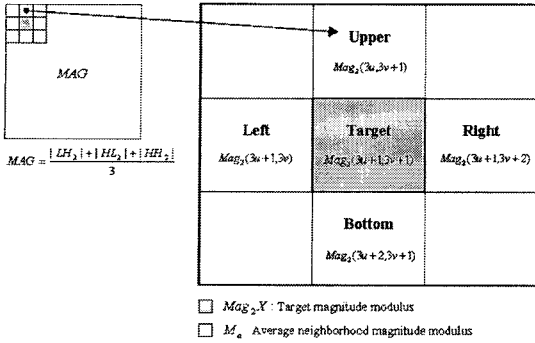 MAG
MAG = | LH₂ | + | HL₂ | + | HH₂ | / 3
Upper
Mag₂(3u,3v+1)
Left
Mag₂(3u+1,3v)
Target
Mag₂(3u+1,3v+1)
Right
Mag₂(3u+1,3v+2)
Bottom
Mag₂(3u+2,3v+1)
Mag₂X : Target magnitude modulus
Mₐ Average neighborhood magnitude modulus